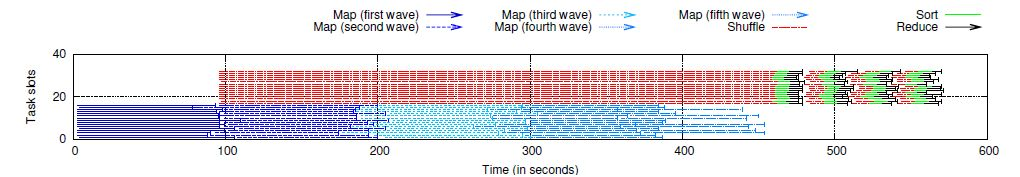 Map (first wave) Map (third wave) Map (fifth wave) Sort
Map (second wave) Map (fourth wave) Shuffle Reduce
40
20
0
Task slots
0 100 200 300 400 500 600
Time (in seconds)